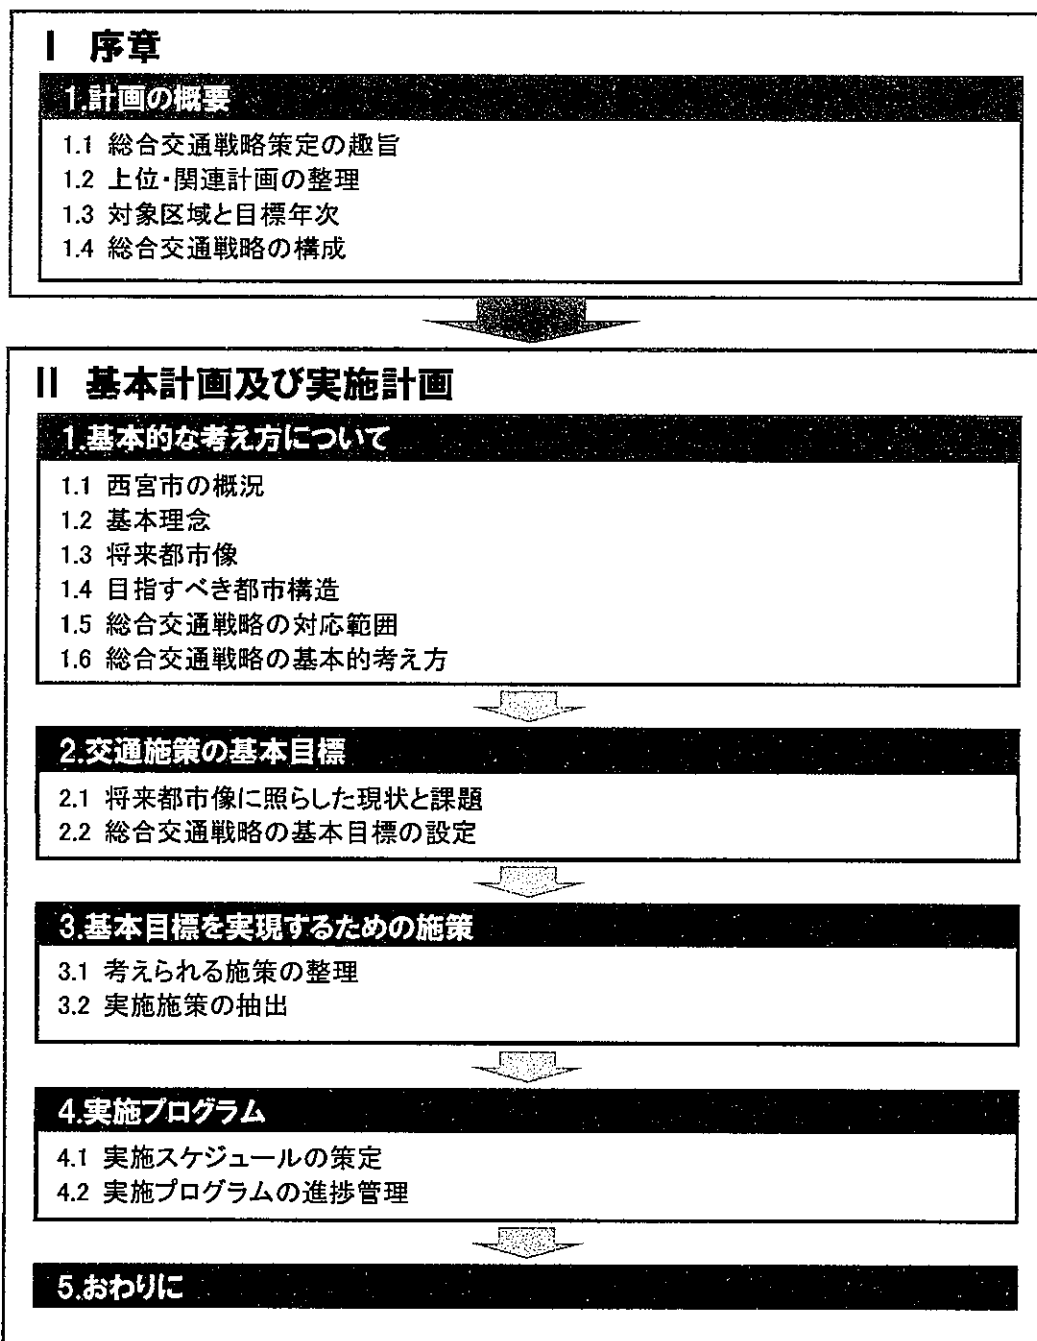 I 序章
1.計画の概要
1.1 総合交通戦略策定の趣旨
1.2 上位・関連計画の整理
1.3 対象区域と目標年次
1.4 総合交通戦略の構成
II 基本計画及び実施計画
1.基本的な考え方について
1.1 西宮市の概況
1.2 基本理念
1.3 将来都市像
1.4 目指すべき都市構造
1.5 総合交通戦略の対応範囲
1.6 総合交通戦略の基本的考え方
2.交通施策の基本目標
2.1 将来都市像に照らした現状と課題
2.2 総合交通戦略の基本目標の設定
3.基本目標を実現するための施策
3.1 考えられる施策の整理
3.2 実施施策の抽出
4.実施プログラム
4.1 実施スケジュールの策定
4.2 実施プログラムの進捗管理
5.おわりに